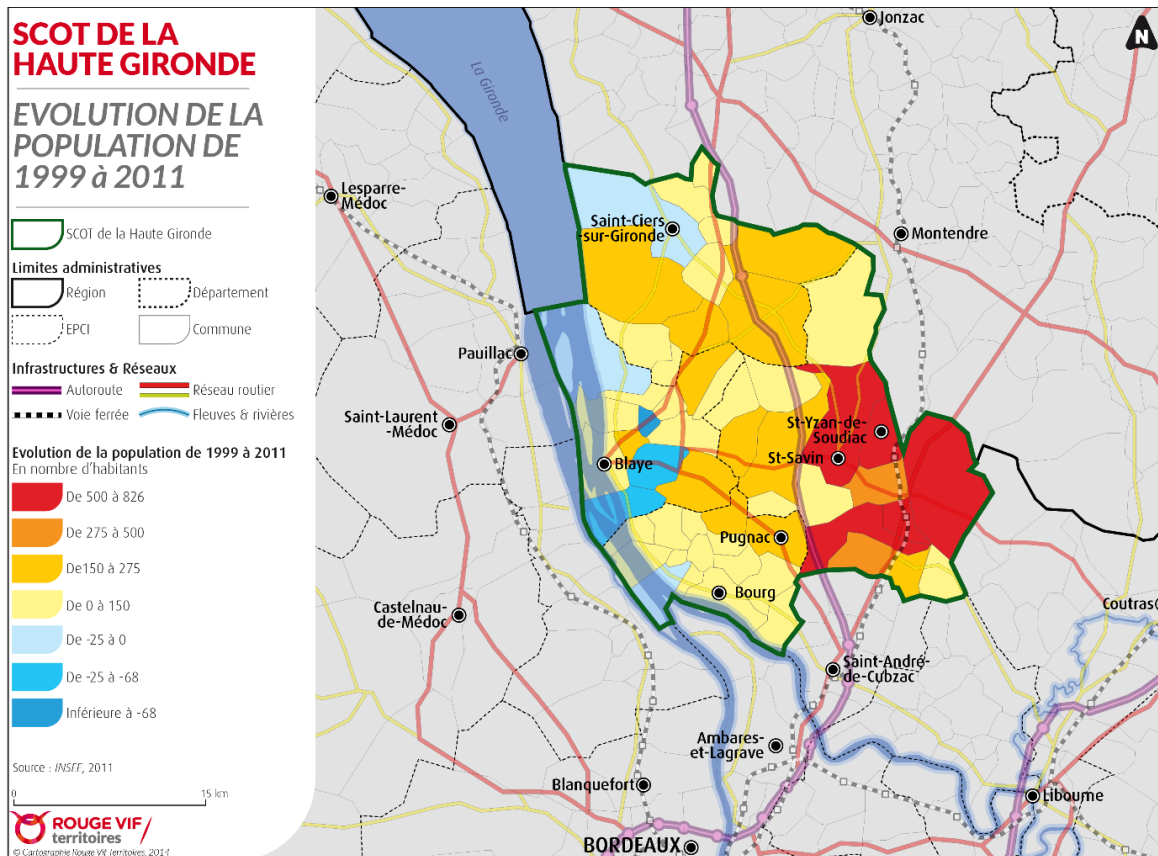 SCOT DE LA
HAUTE GIRONDE
EVOLUTION DE LA
POPULATION DE
1999 à 2011
SCOT de la Haute Gironde
Limites administratives
Région
Département
EPCI
Commune
Infrastructures & Réseaux
Autoroute
Réseau routier
Voie ferrée
Fleuves & rivières
Evolution de la population de 1999 à 2011
En nombre d'habitants
De 500 à 826
De 275 à 500
De150 à 275
De 0 à 150
De -25 à 0
De -25 à -68
Inférieure à -68
Source : INSEE, 2011
0
15 km
ROUGE VIF
territoires
© Cartographie Rouge Vif Territoires, 2014
N
Jonzac
La Gironde
Lesparre-
Médoc
Saint-Ciers
-sur-Gironde
Montendre
Pauillac
Saint-Laurent
-Médoc
St-Yzan-de-
Soudiac
St-Savin
Blaye
Pugnac
Bourg
Castelnau-
de-Médoc
Coutras
Saint-André-
de-Cubzac
Ambares-
et-Lagrave
Blanquefort
Libourne
BORDEAUX